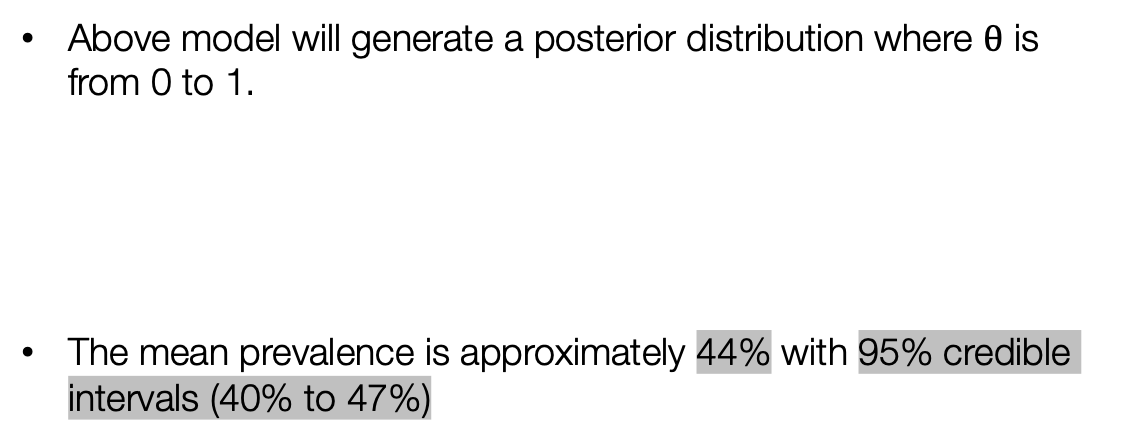 • Above model will generate a posterior distribution where θ is
from 0 to 1.
• The mean prevalence is approximately 44% with 95% credible
intervals (40% to 47%)